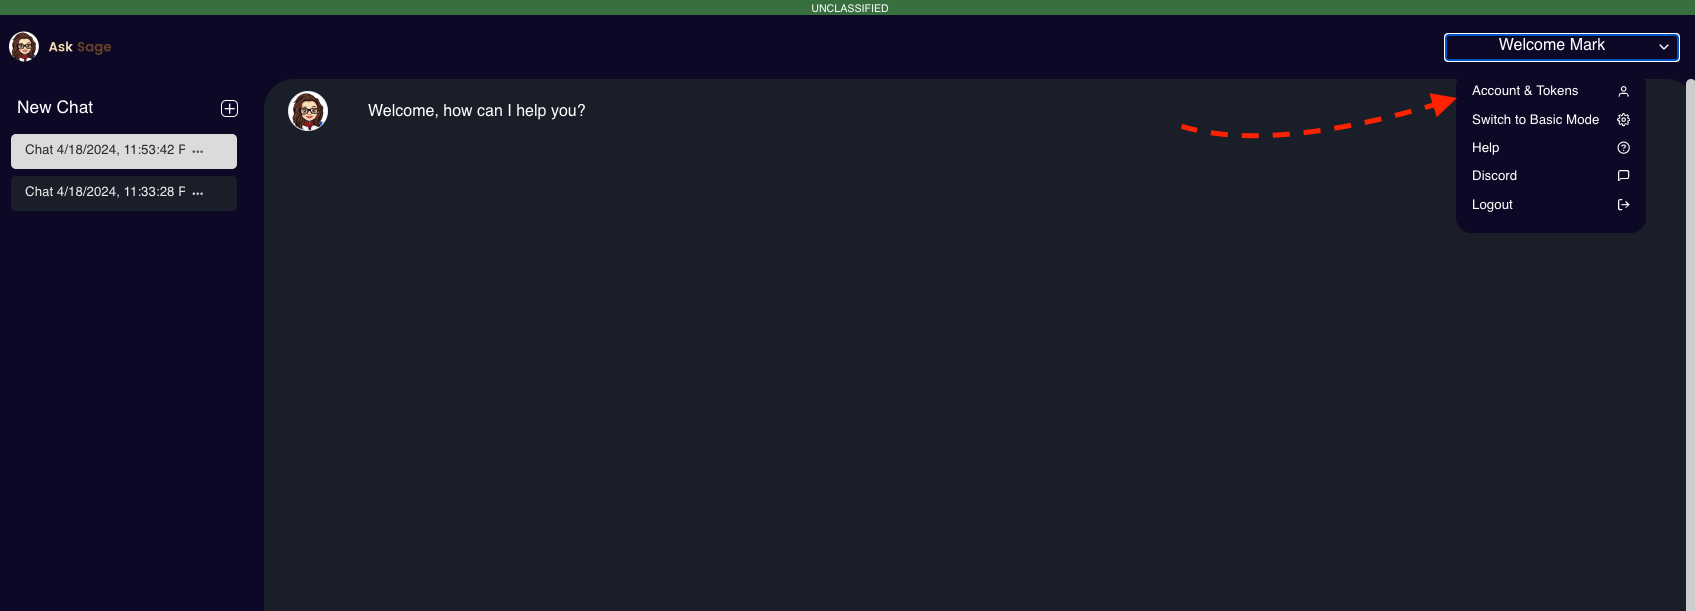 UNCLASSIFIED
Ask Sage
Welcome Mark
New Chat
Chat 4/18/2024, 11:53:42 P ...
Chat 4/18/2024, 11:33:28 P ...
Welcome, how can I help you?
Account & Tokens
Switch to Basic Mode
Help
Discord
Logout